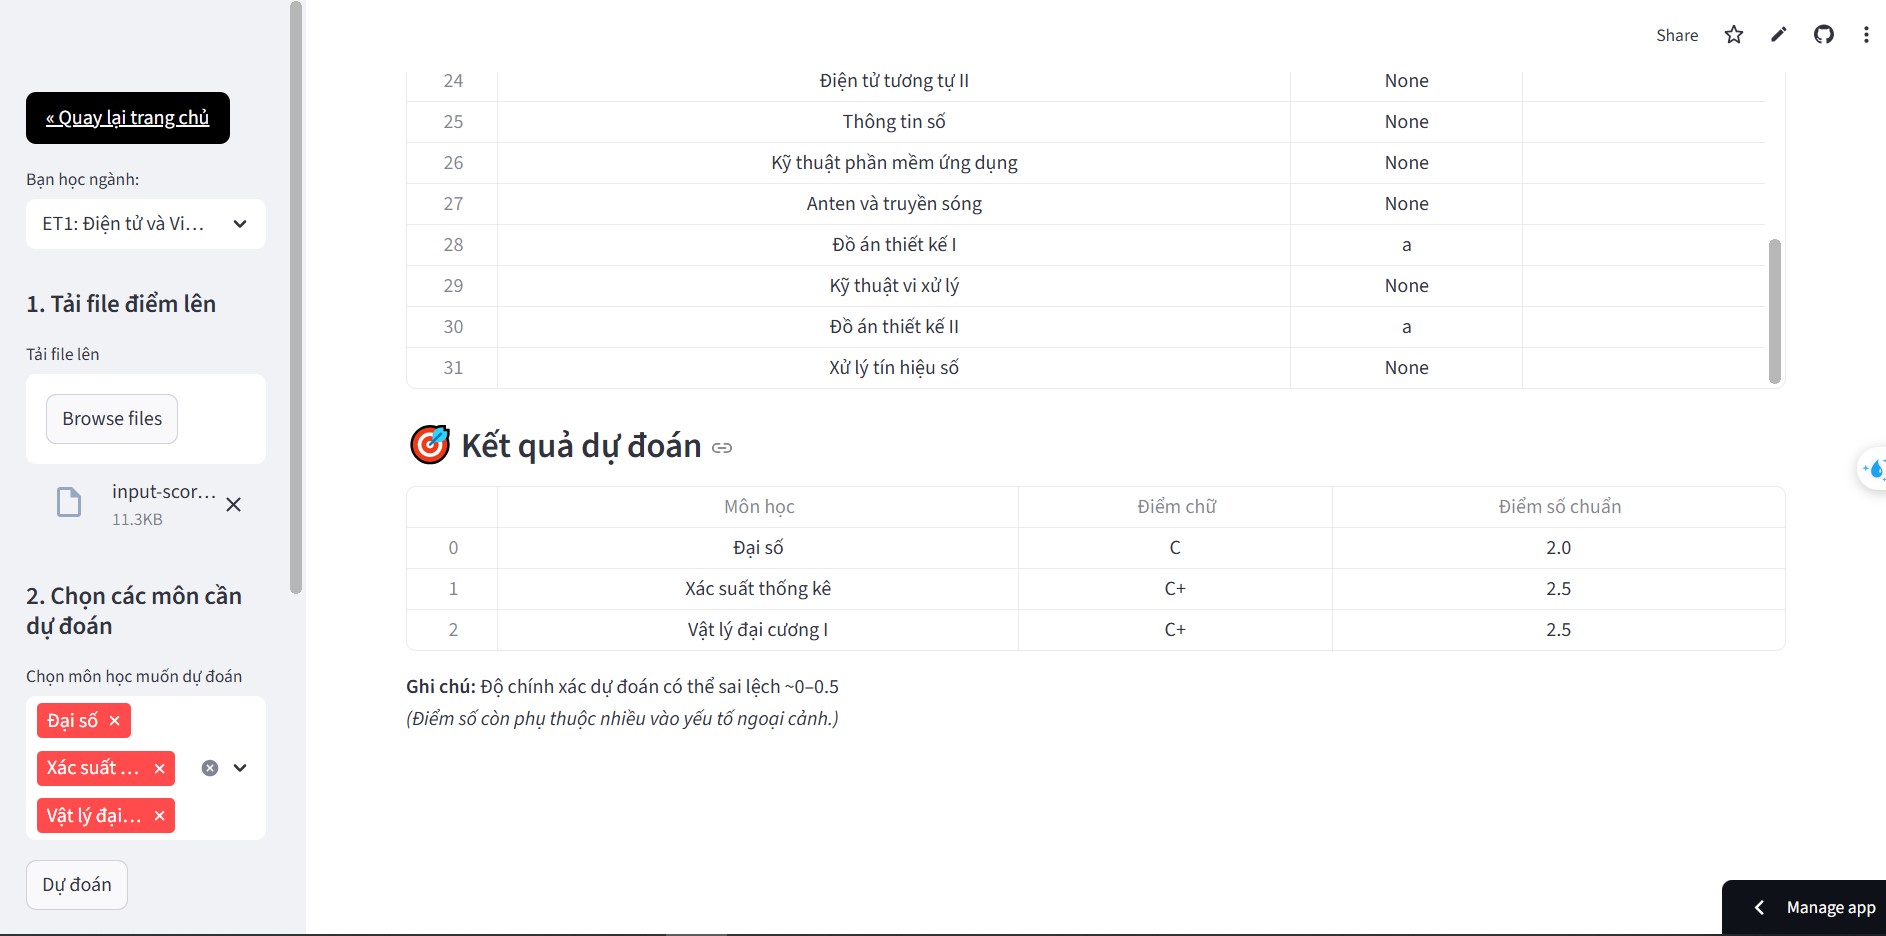 « Quay lại trang chủ
Bạn học ngành:
ET1: Điện tử và Vi...
1. Tải file điểm lên
Tải file lên
Browse files
input-scor...
11.3KB
2. Chọn các môn cần
dự đoán
Chọn môn học muốn dự đoán
Đại số ×
Xác suất ... ×
Vật lý đại... ×
Dự đoán
Share
24 Điện tử tương tự II None
25 Thông tin số None
26 Kỹ thuật phần mềm ứng dụng None
27 Anten và truyền sóng None
28 Đồ án thiết kế I a
29 Kỹ thuật vi xử lý None
30 Đồ án thiết kế II a
31 Xử lý tín hiệu số None
Kết quả dự đoán
Môn học Điểm chữ Điểm số chuẩn
0 Đại số C 2.0
1 Xác suất thống kê C+ 2.5
2 Vật lý đại cương I C+ 2.5
Ghi chú: Độ chính xác dự đoán có thể sai lệch ~0–0.5
(Điểm số còn phụ thuộc nhiều vào yếu tố ngoại cảnh.)
Manage app